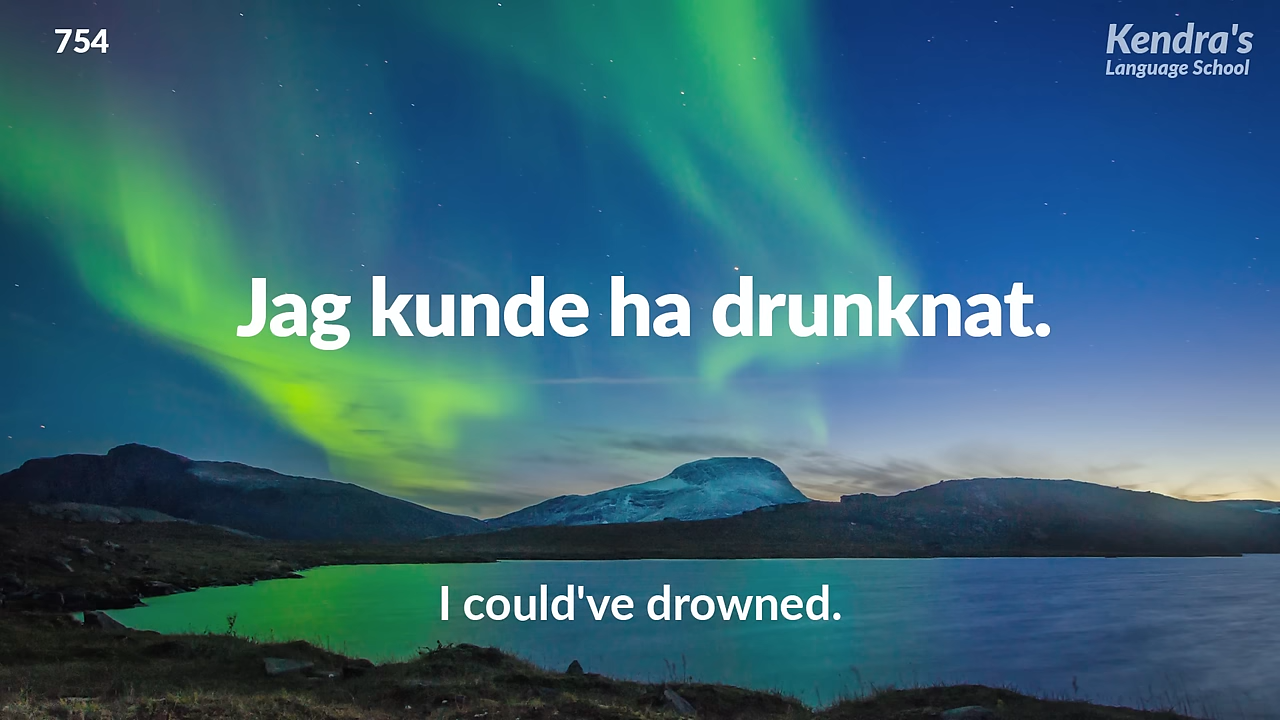 754
Kendra's
Language School
Jag kunde ha drunknat.
I could've drowned.